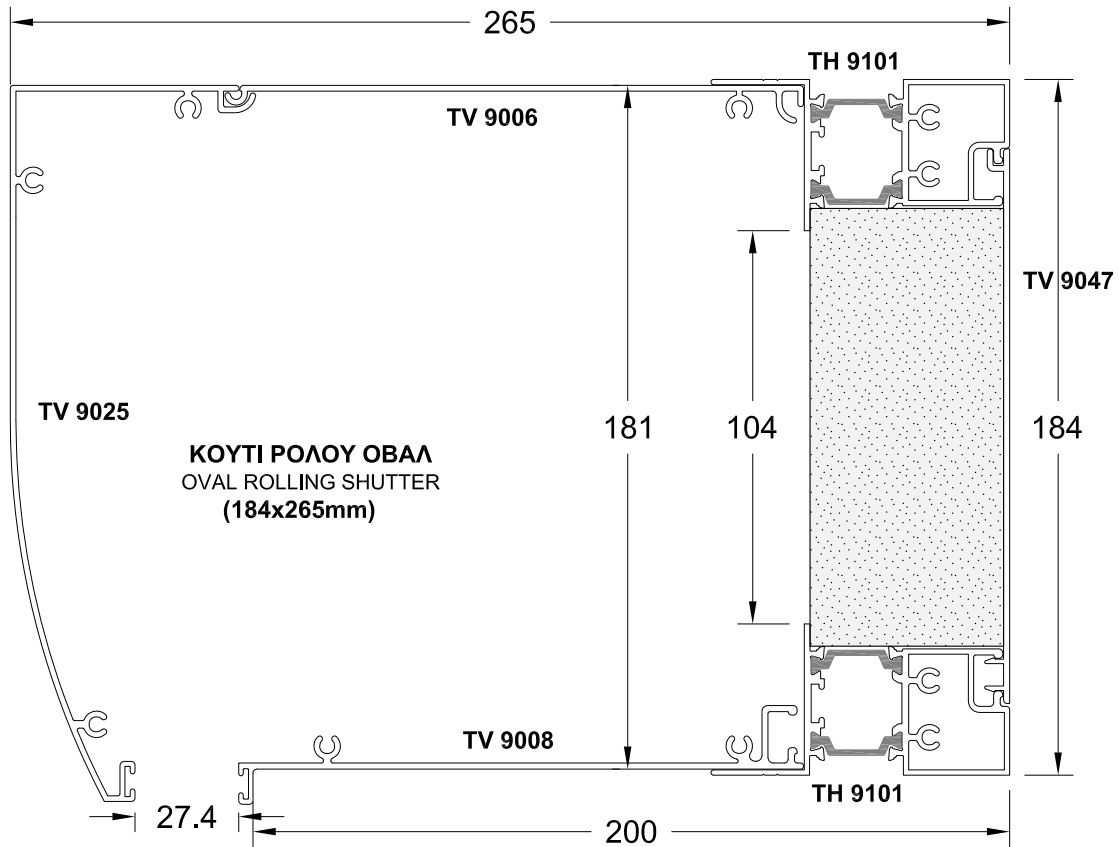 265
TH 9101
TV 9006
TV 9047
TV 9025
181
104
184
ΚΟΥΤΙ ΡΟΛΟΥ ΟΒΑΛ
OVAL ROLLING SHUTTER
(184x265mm)
TV 9008
TH 9101
27.4
200